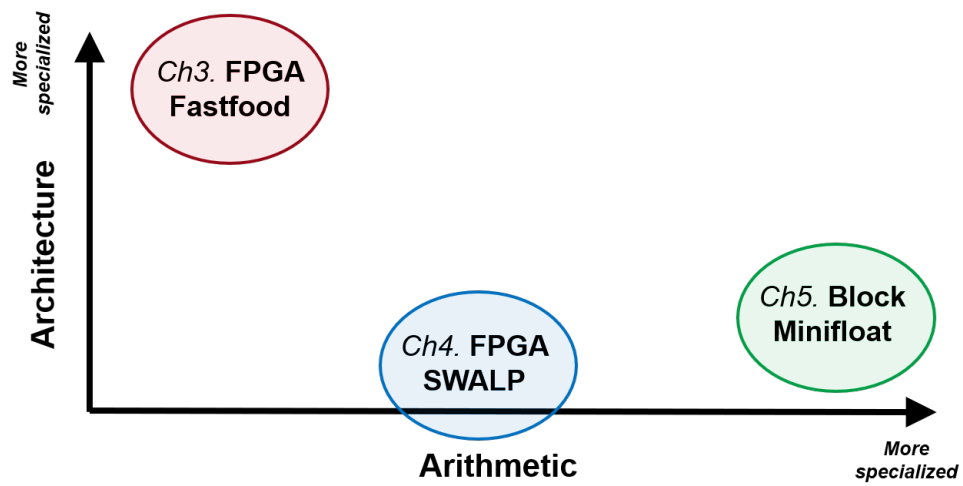 More
specialized
Architecture
Ch3. FPGA
Fastfood
Ch4. FPGA
SWALP
Ch5. Block
Minifloat
Arithmetic
More
specialized